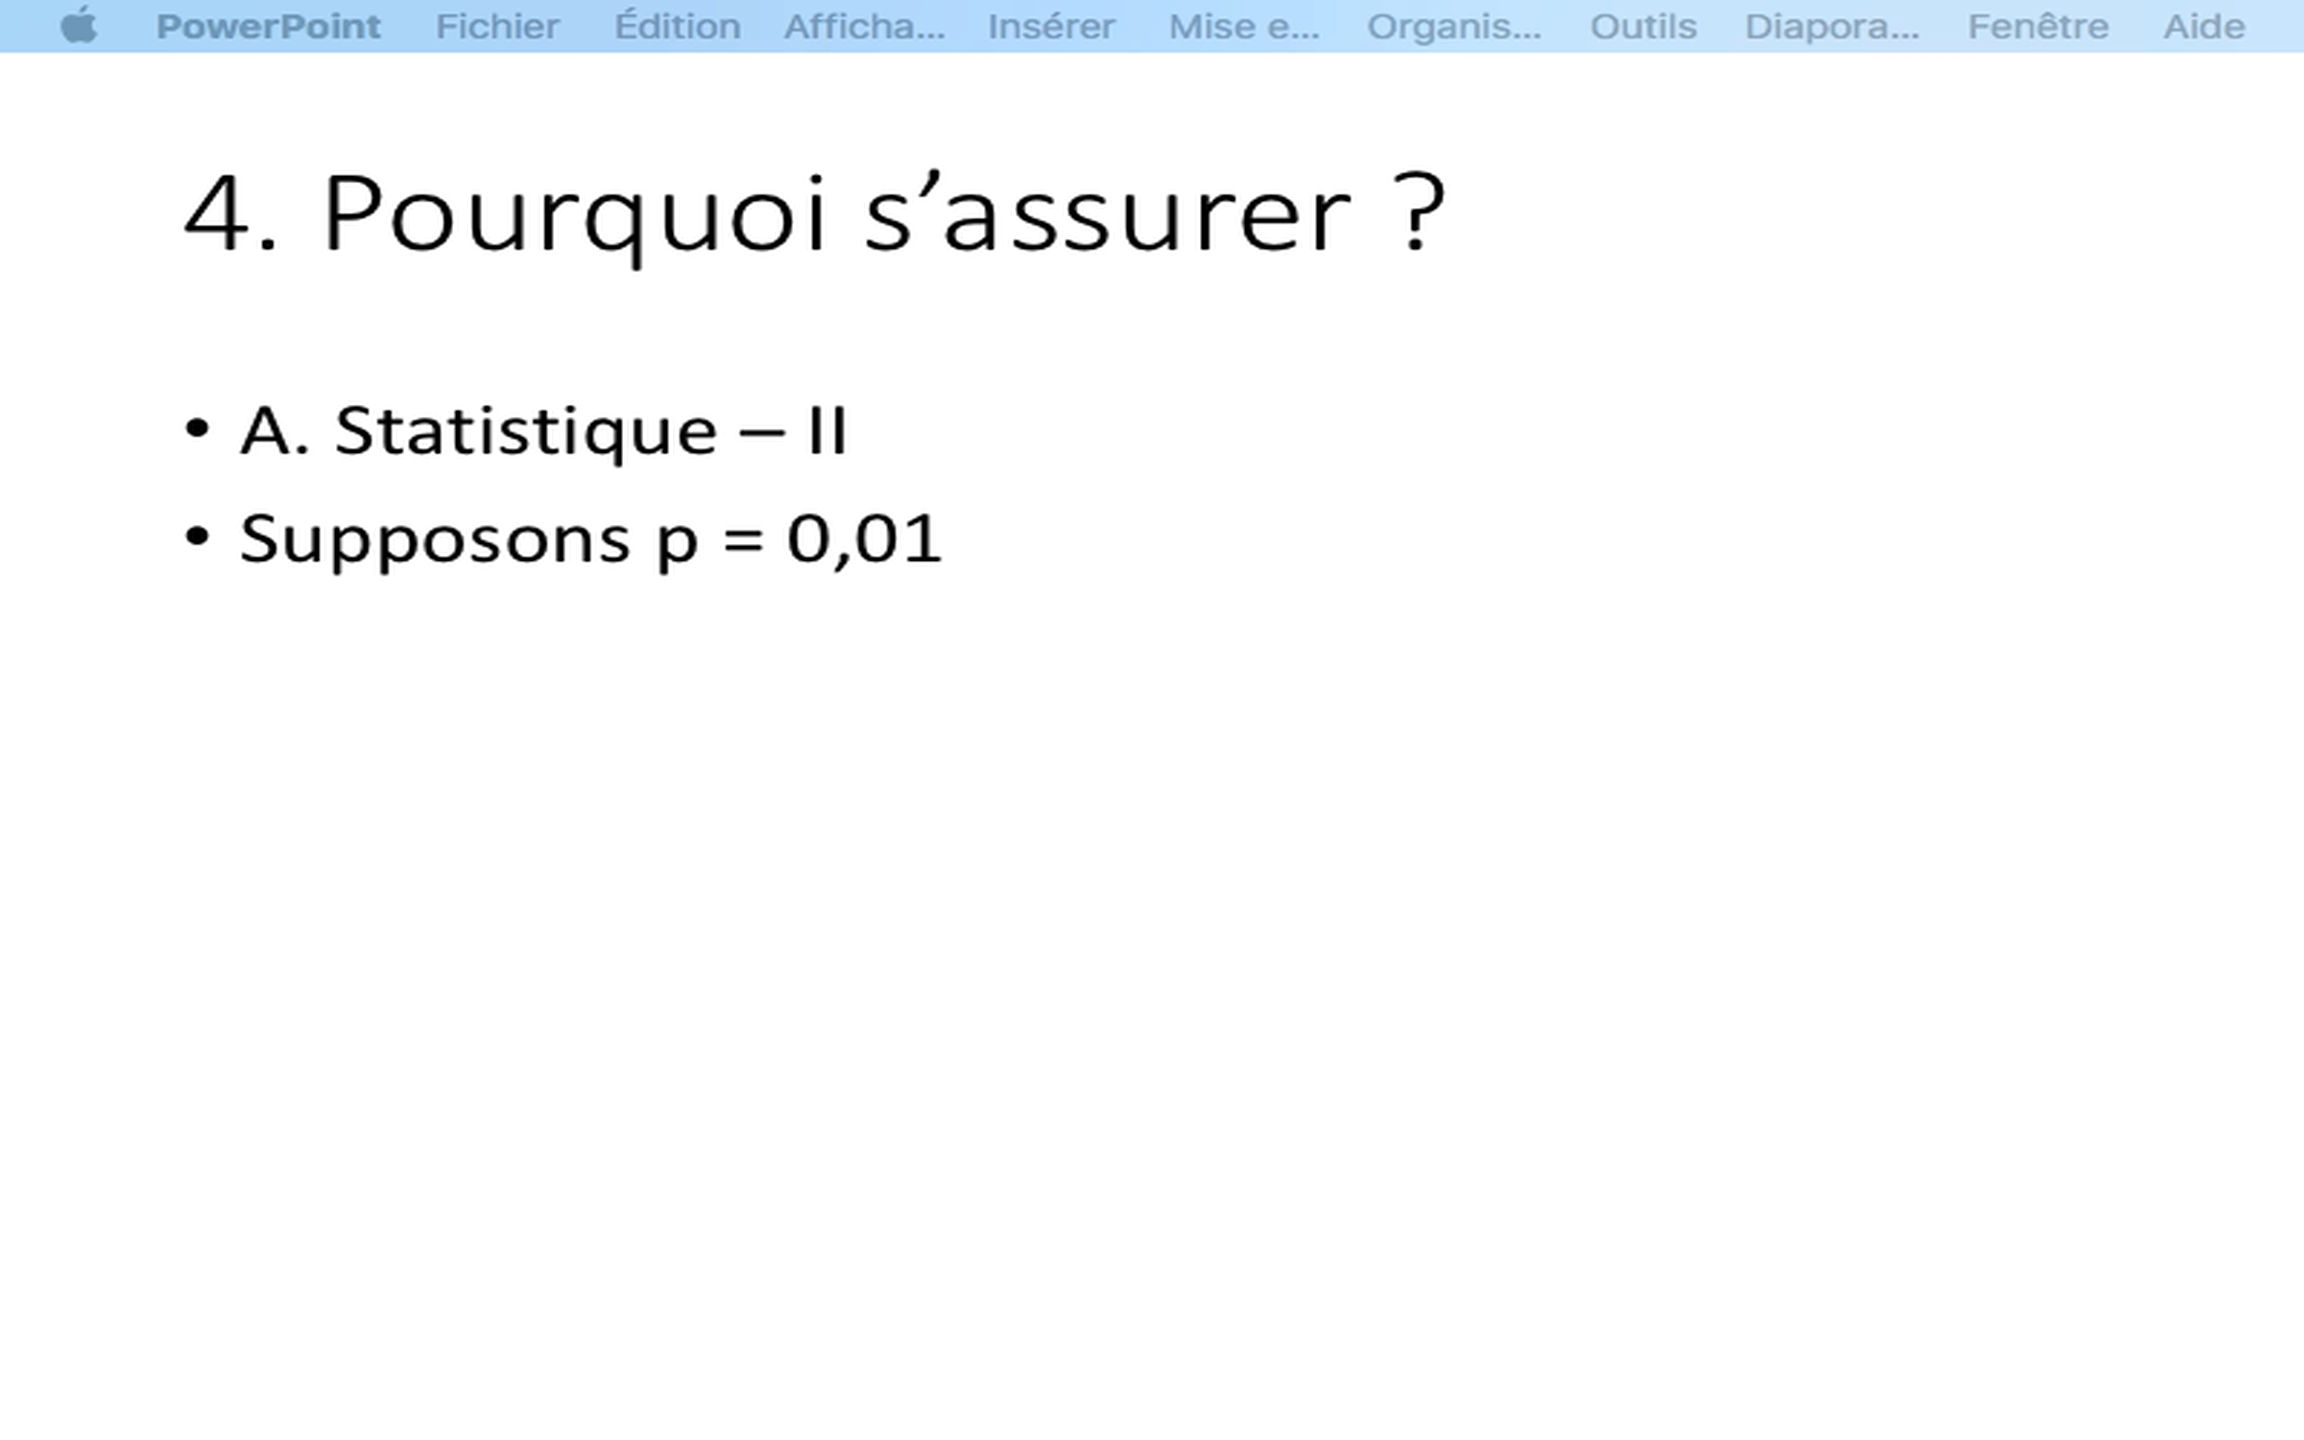 PowerPoint Fichier Édition Afficha... Insérer Mise e... Organis... Outils Diapora... Fenêtre Aide
4. Pourquoi s’assurer ?
• A. Statistique – II
• Supposons p = 0,01